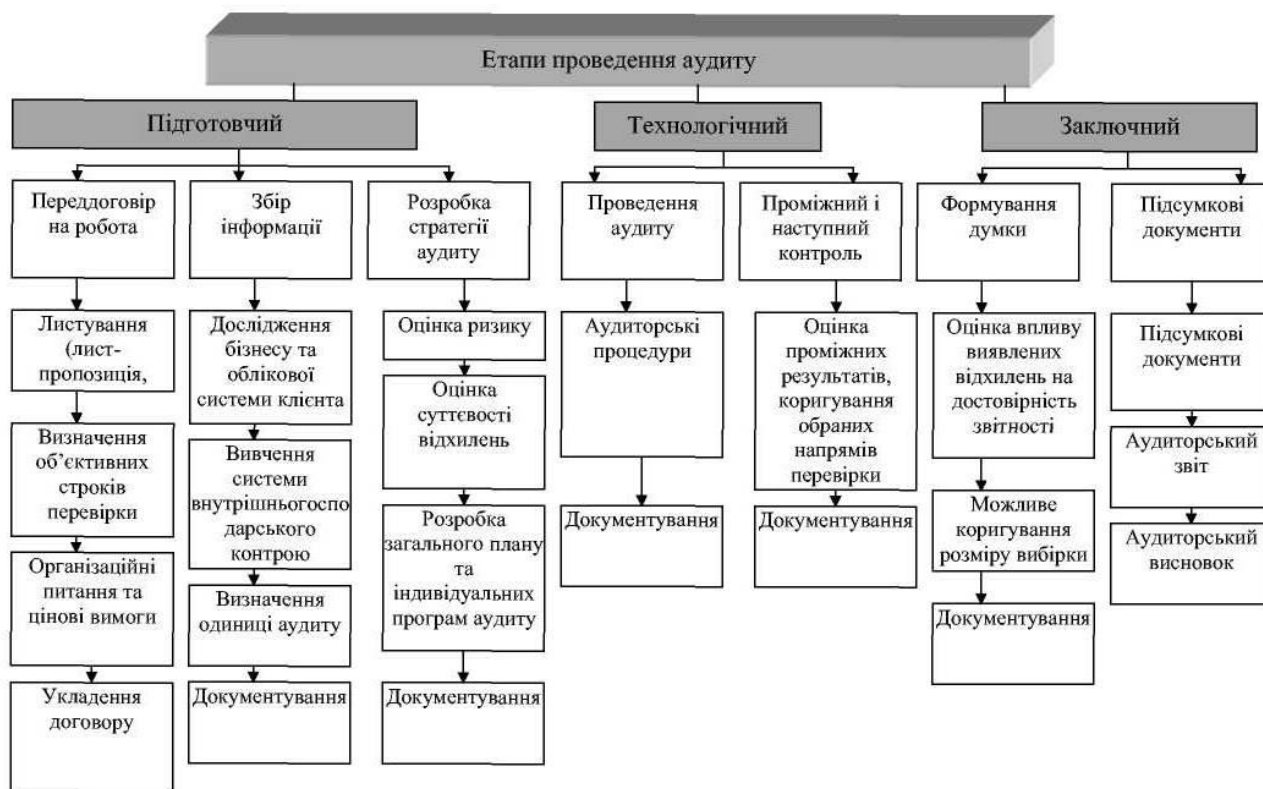 Етапи проведення аудиту
Підготовчий
Технологічний
Заключний
Переддоговір
на робота
Збір
інформації
Розробка
стратегії
аудиту
Проведення
аудиту
Проміжний і
наступний
контроль
Формування
думки
Підсумкові
документи
Листування
(лист-
пропозиція,
Визначення
об’єктивних
строків
перевірки
Організаційні
питання та
цінові вимоги
Укладення
договору
Дослідження
бізнесу та
облікової
системи клієнта
Вивчення
системи
внутрішньогоспо
дарського
контрою
Визначення
одиниці аудиту
Документування
Оцінка ризику
Оцінка
суттєвості
відхилень
Розробка
загального плану
та
індивідуальних
програм аудиту
Документування
Аудиторські
процедури
Документування
Оцінка
проміжних
результатів,
коригування
обраних
напрямів
перевірки
Документування
Оцінка впливу
виявлених
відхилень на
достовірність
звітності
Можливе
коригування
розміру вибірки
Документування
Підсумкові
документи
Аудиторський
звіт
Аудиторський
висновок